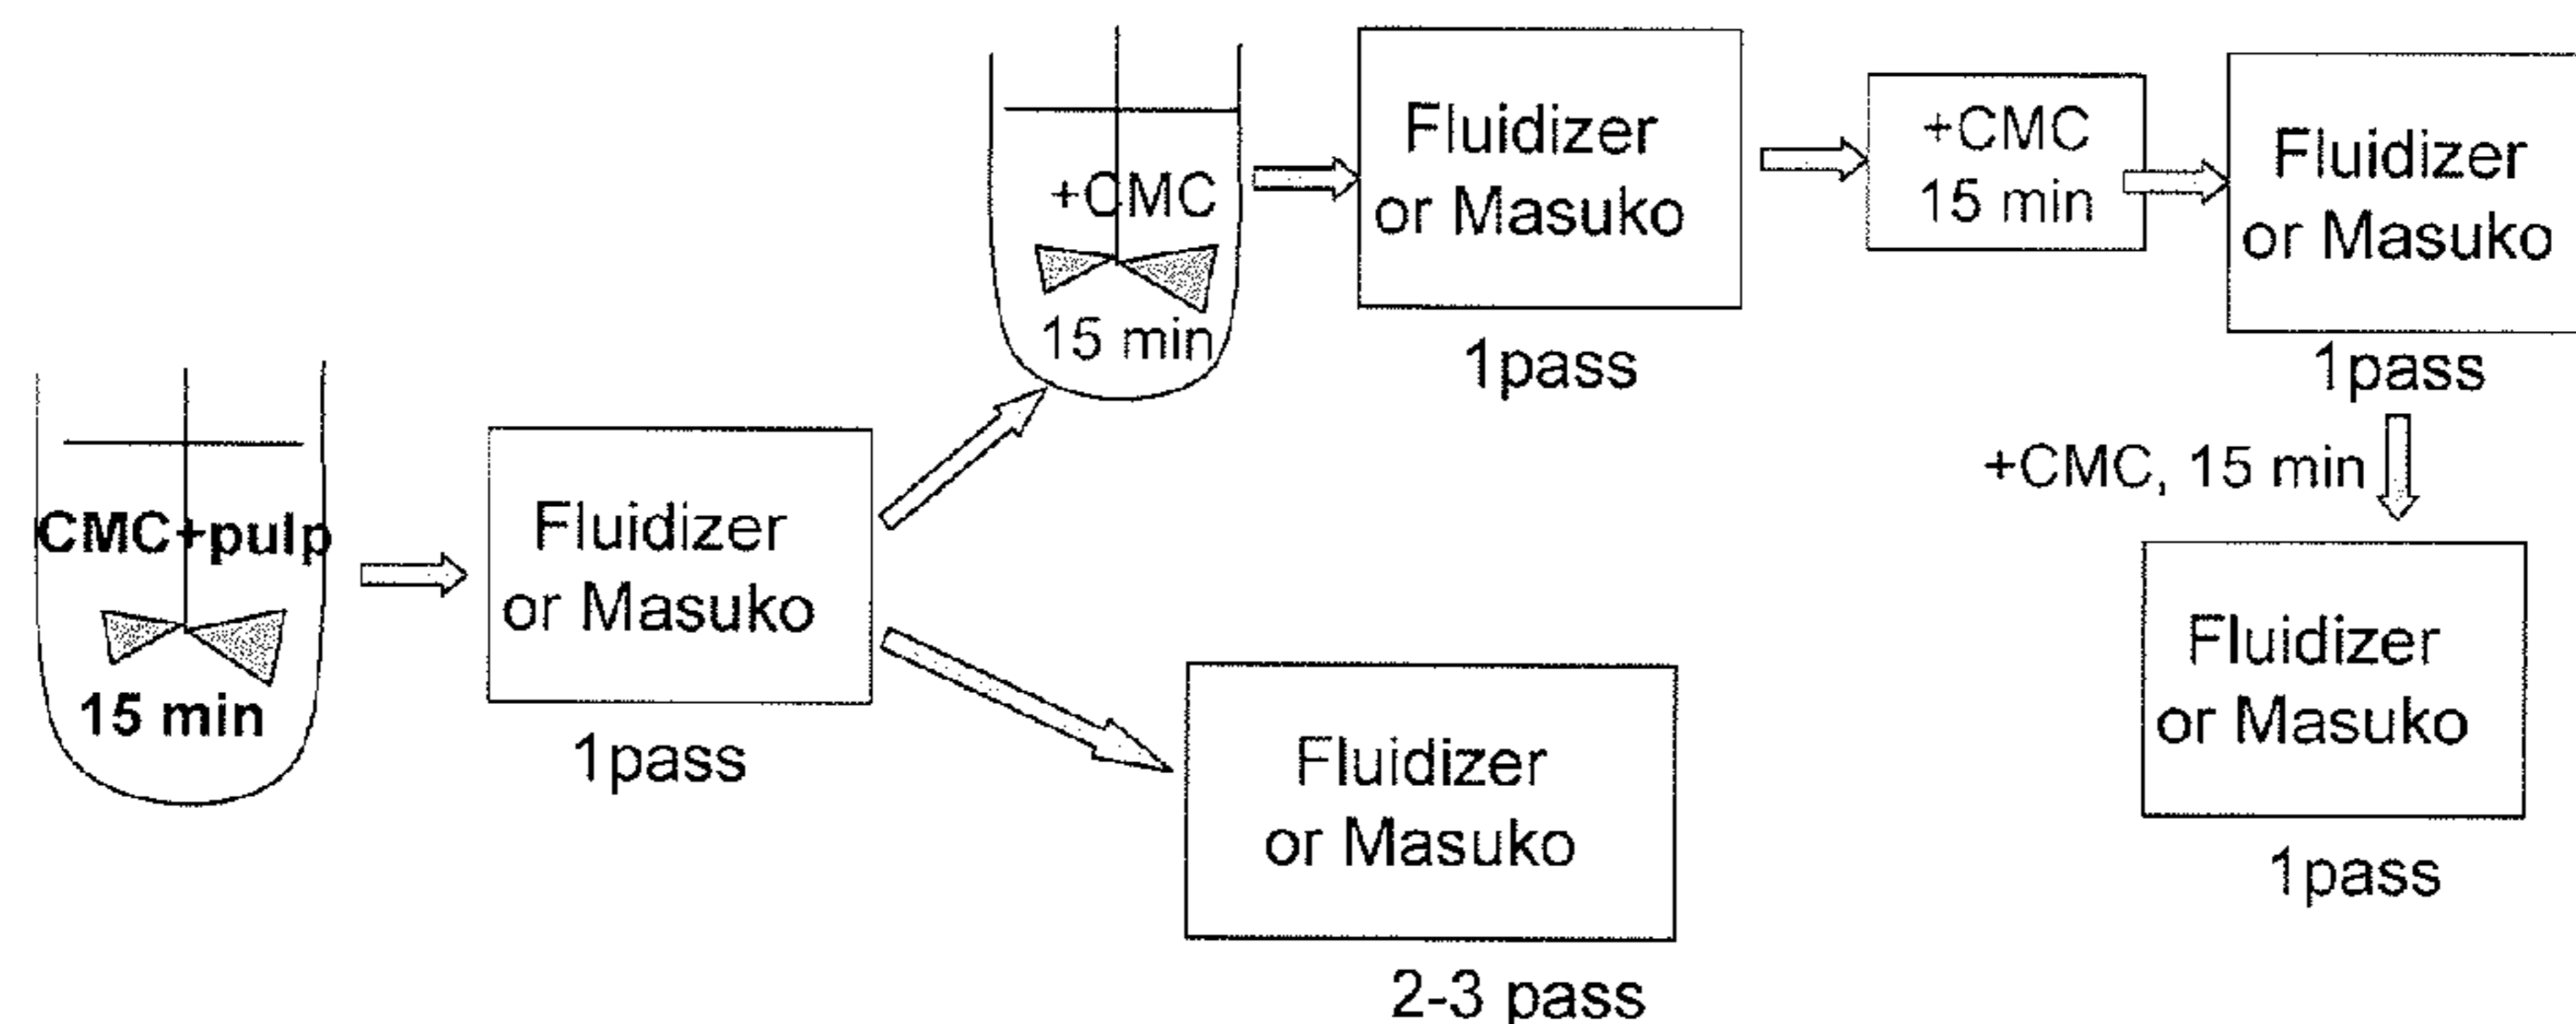 CMC+pulp
15 min
Fluidizer
or Masuko
1pass
+CMC
15 min
Fluidizer
or Masuko
1pass
+CMC
15 min
Fluidizer
or Masuko
1pass
+CMC, 15 min
Fluidizer
or Masuko
1pass
Fluidizer
or Masuko
2-3 pass